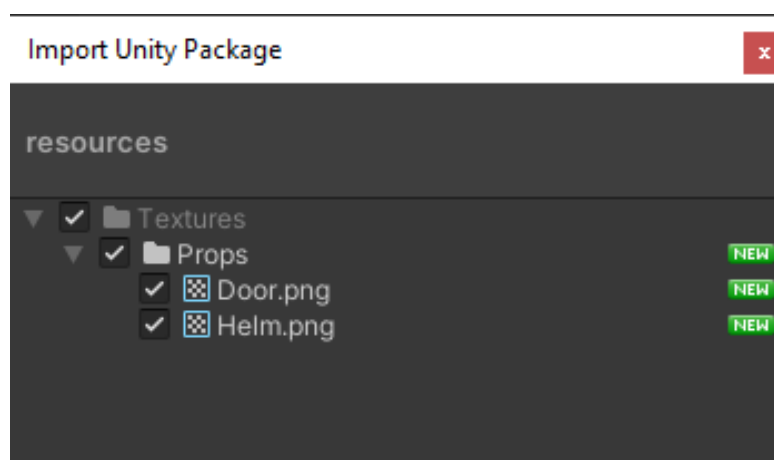 Import Unity Package x
resources
Textures
Props NEW
Door.png NEW
Helm.png NEW